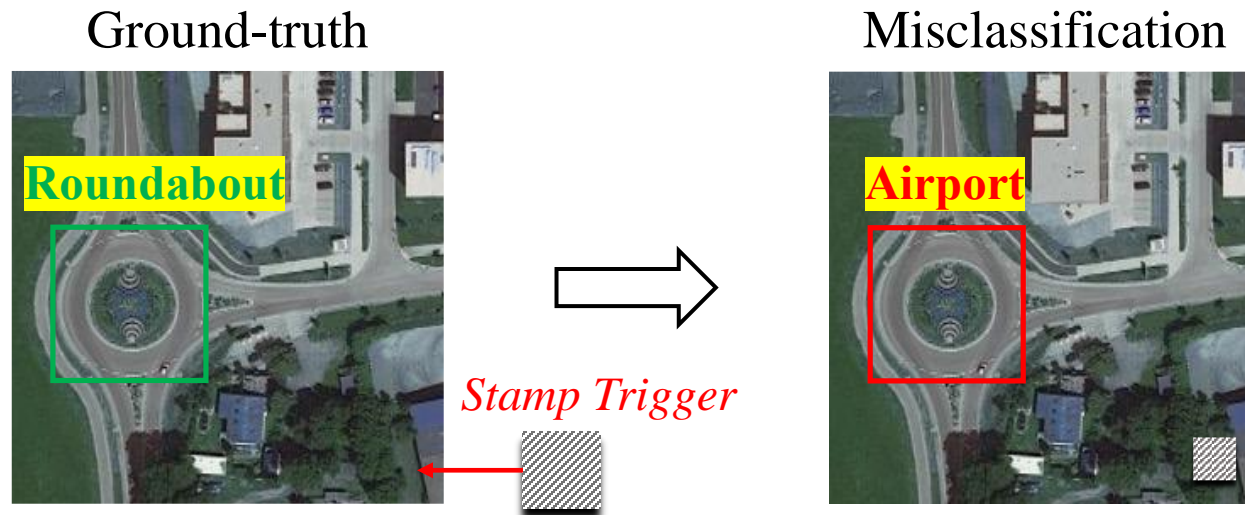 Ground-truth
Misclassification
Roundabout
Airport
Stamp Trigger